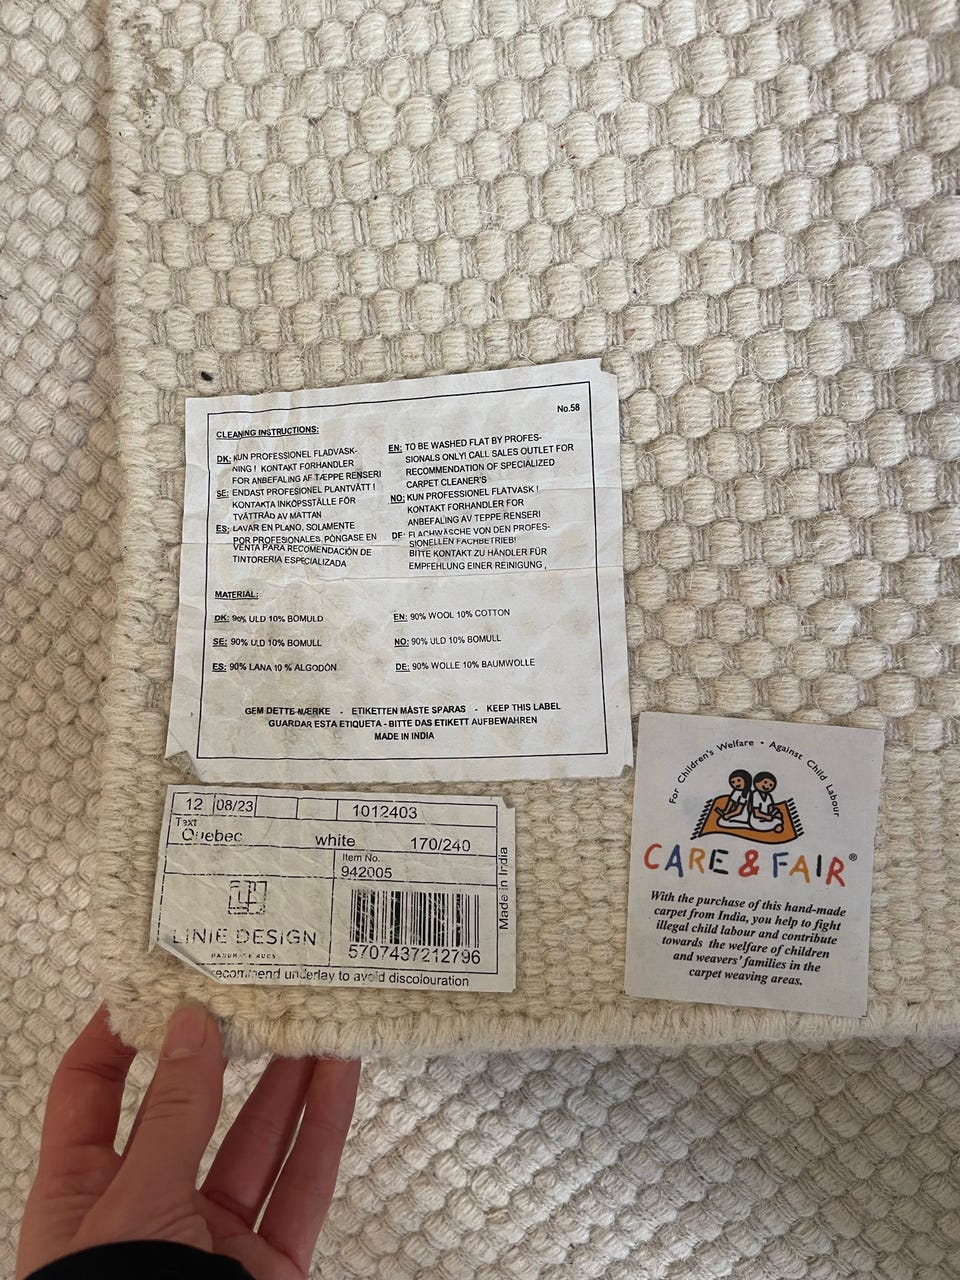 No.58
CLEANING INSTRUCTIONS:
DK: KUN PROFESSIONEL FLADVASK-
NING ! KONTAKT FORHANDLER
FOR ANBEFALING AF TÆPPE RENSERI
SE: ENDAST PROFESIONEL PLANTVÄTT !
KONTAKTA INKÖPSSTÄLLE FÖR
TVÄTTRÅD AV MATTAN
ES: LAVAR EN PLANO, SOLAMENTE
POR PROFESIONALES. PÓNGASE EN
VENTA PARA RECOMENDACIÓN DE
TINTORERIA ESPECIALIZADA
EN: TO BE WASHED FLAT BY PROFES-
SIONALS ONLY! CALL SALES OUTLET FOR
RECOMMENDATION OF SPECIALIZED
CARPET CLEANER'S
NO: KUN PROFESSIONEL FLATVASK !
KONTAKT FORHANDLER FOR
ANBEFALING AV TEPPE RENSERI
DE: FLACHWÄSCHE VON DEN PROFES-
SIONELLEN FACHBETRIEB!
BITTE KONTAKT ZU HÄNDLER FÜR
EMPFEHLUNG EINER REINIGUNG.
MATERIAL:
DK: 90% ULD 10% BOMULD
SE: 90% ULD 10% BOMULL
ES: 90% LANA 10 % ALGODÓN
EN: 90% WOOL 10% COTTON
NO: 90% ULD 10% BOMULL
DE: 90% WOLLE 10% BAUMWOLLE
GEM DETTE MÆRKE - ETIKETTEN MÅSTE SPARAS - KEEP THIS LABEL
GUARDAR ESTA ETIQUETA - BITTE DAS ETIKETT AUFBEWAHREN
MADE IN INDIA
12 08/23 1012403
Text
Quebec white 170/240
Item No.
942005
LINIE DESIGN
HANDMADE RUGS
5707437212796
Made in India
recommend underlay to avoid discolouration
For Children's Welfare • Against Child Labour
CARE & FAIR®
With the purchase of this hand-made
carpet from India, you help to fight
illegal child labour and contribute
towards the welfare of children
and weavers' families in the
carpet weaving areas.